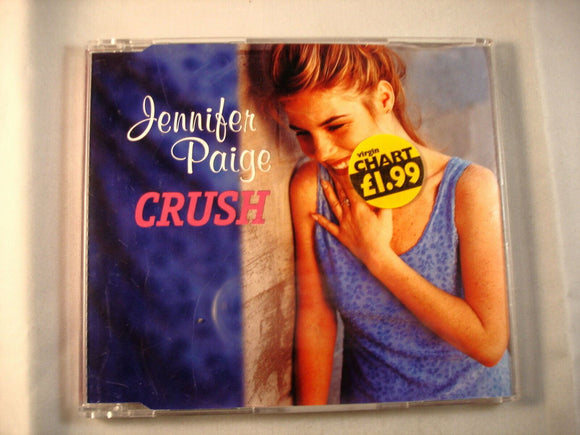 Jennifer
Paige
CRUSH
virgin
CHART
£1.99